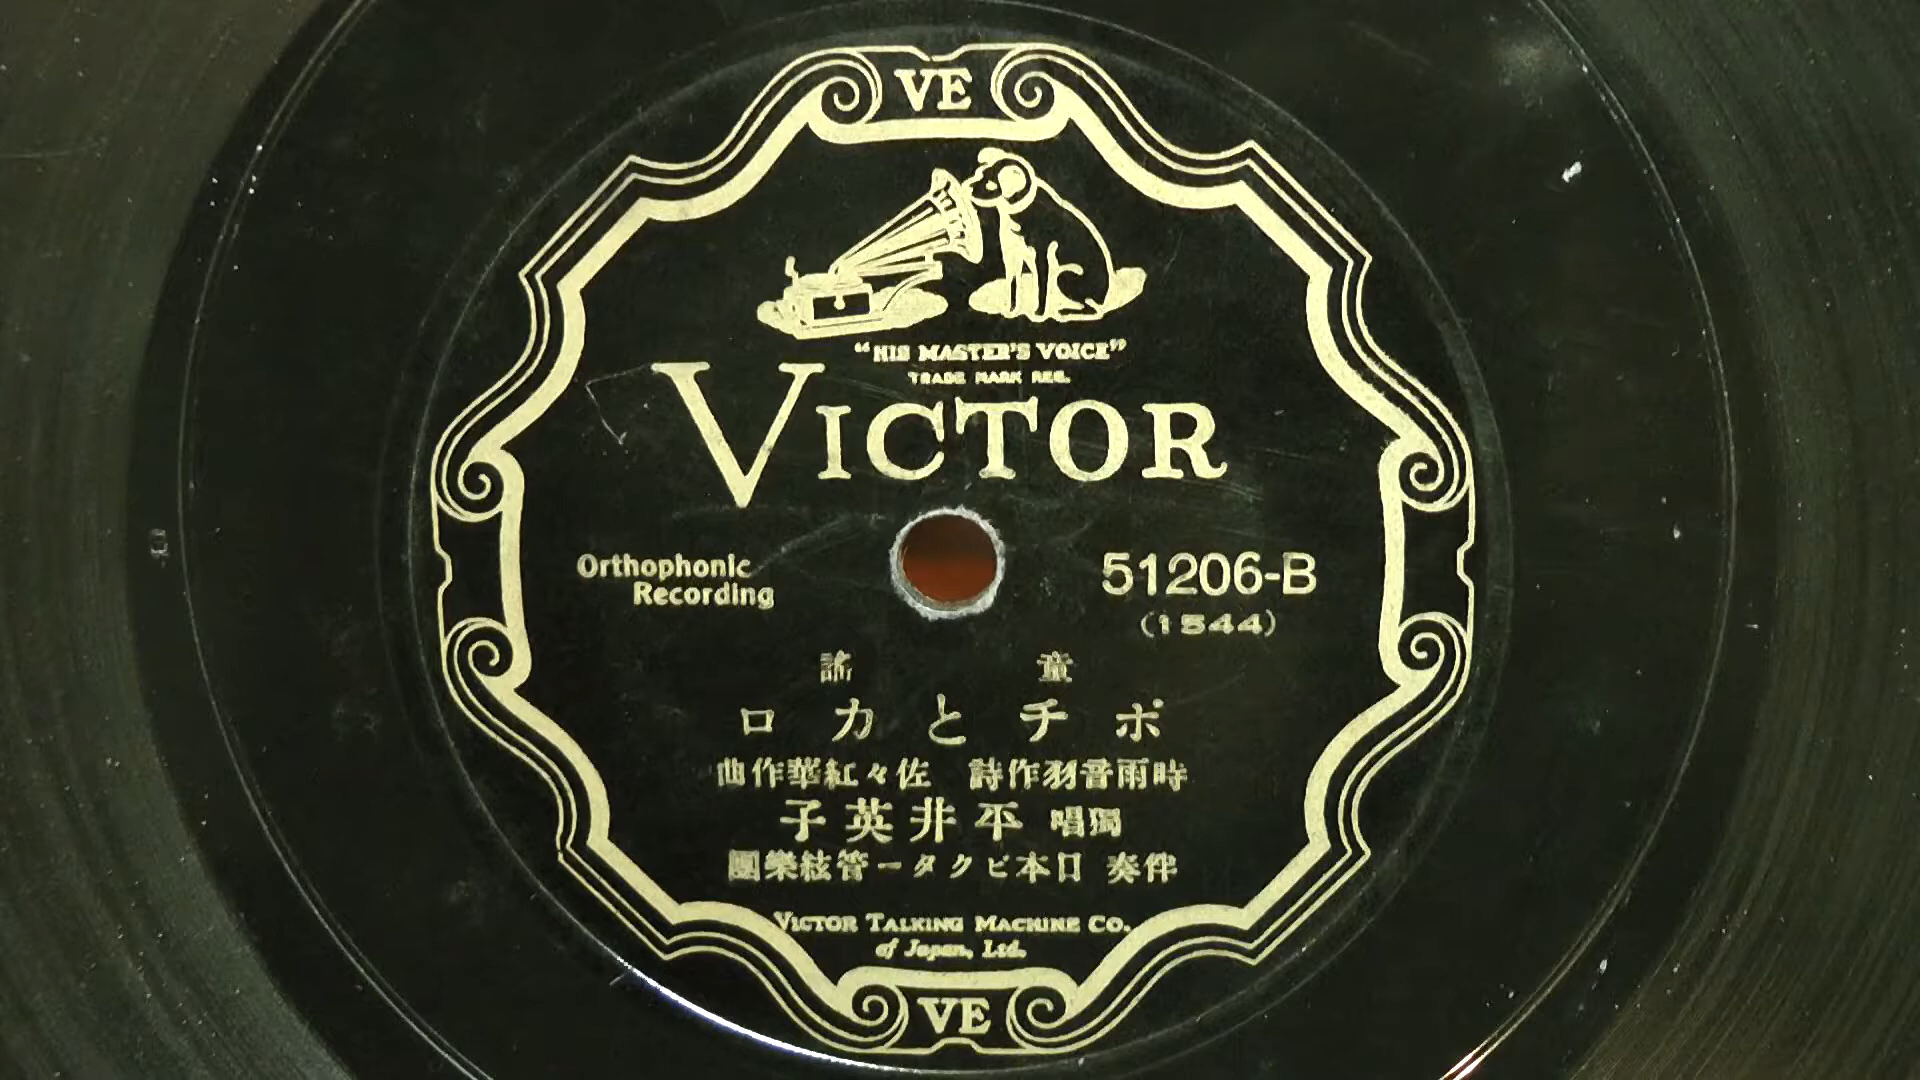 VE
"HIS MASTER'S VOICE"
TRADE MARK REG.
VICTOR
Orthophonic
Recording
51206-B
(1544)
童謠
ポチとカロ
時雨音羽作詩 佐々紅華作曲
獨唱 平井英子
伴奏 日本ビクター管絃樂團
VICTOR TALKING MACHINE CO.
of Japan, Ltd.
VE